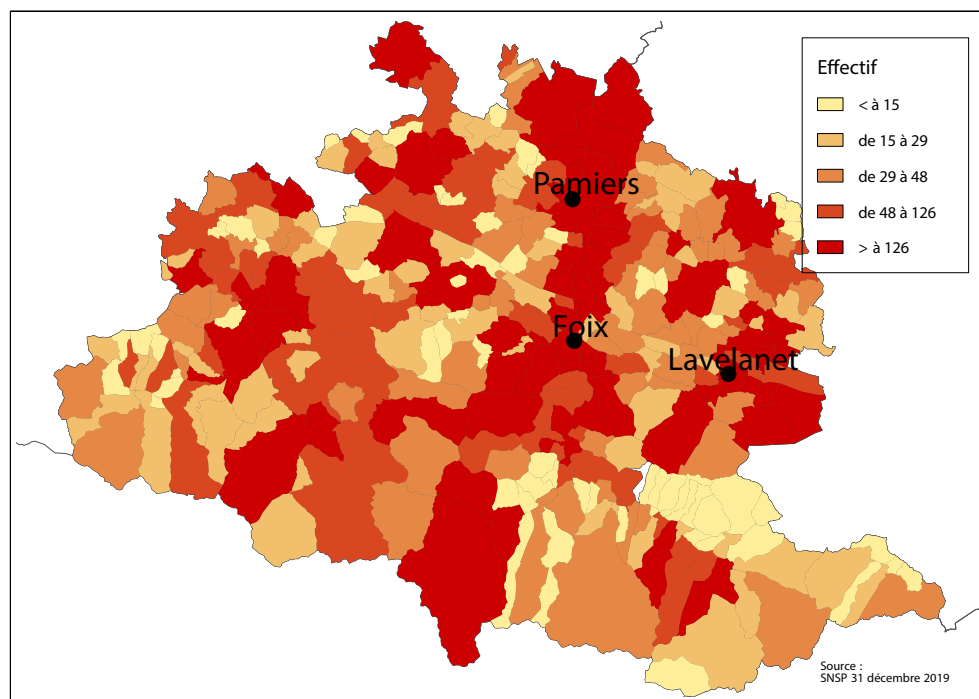 Effectif
< à 15
de 15 à 29
de 29 à 48
de 48 à 126
> à 126
Pamiers
Foix
Lavelanet
Source :
SNSP 31 décembre 2019